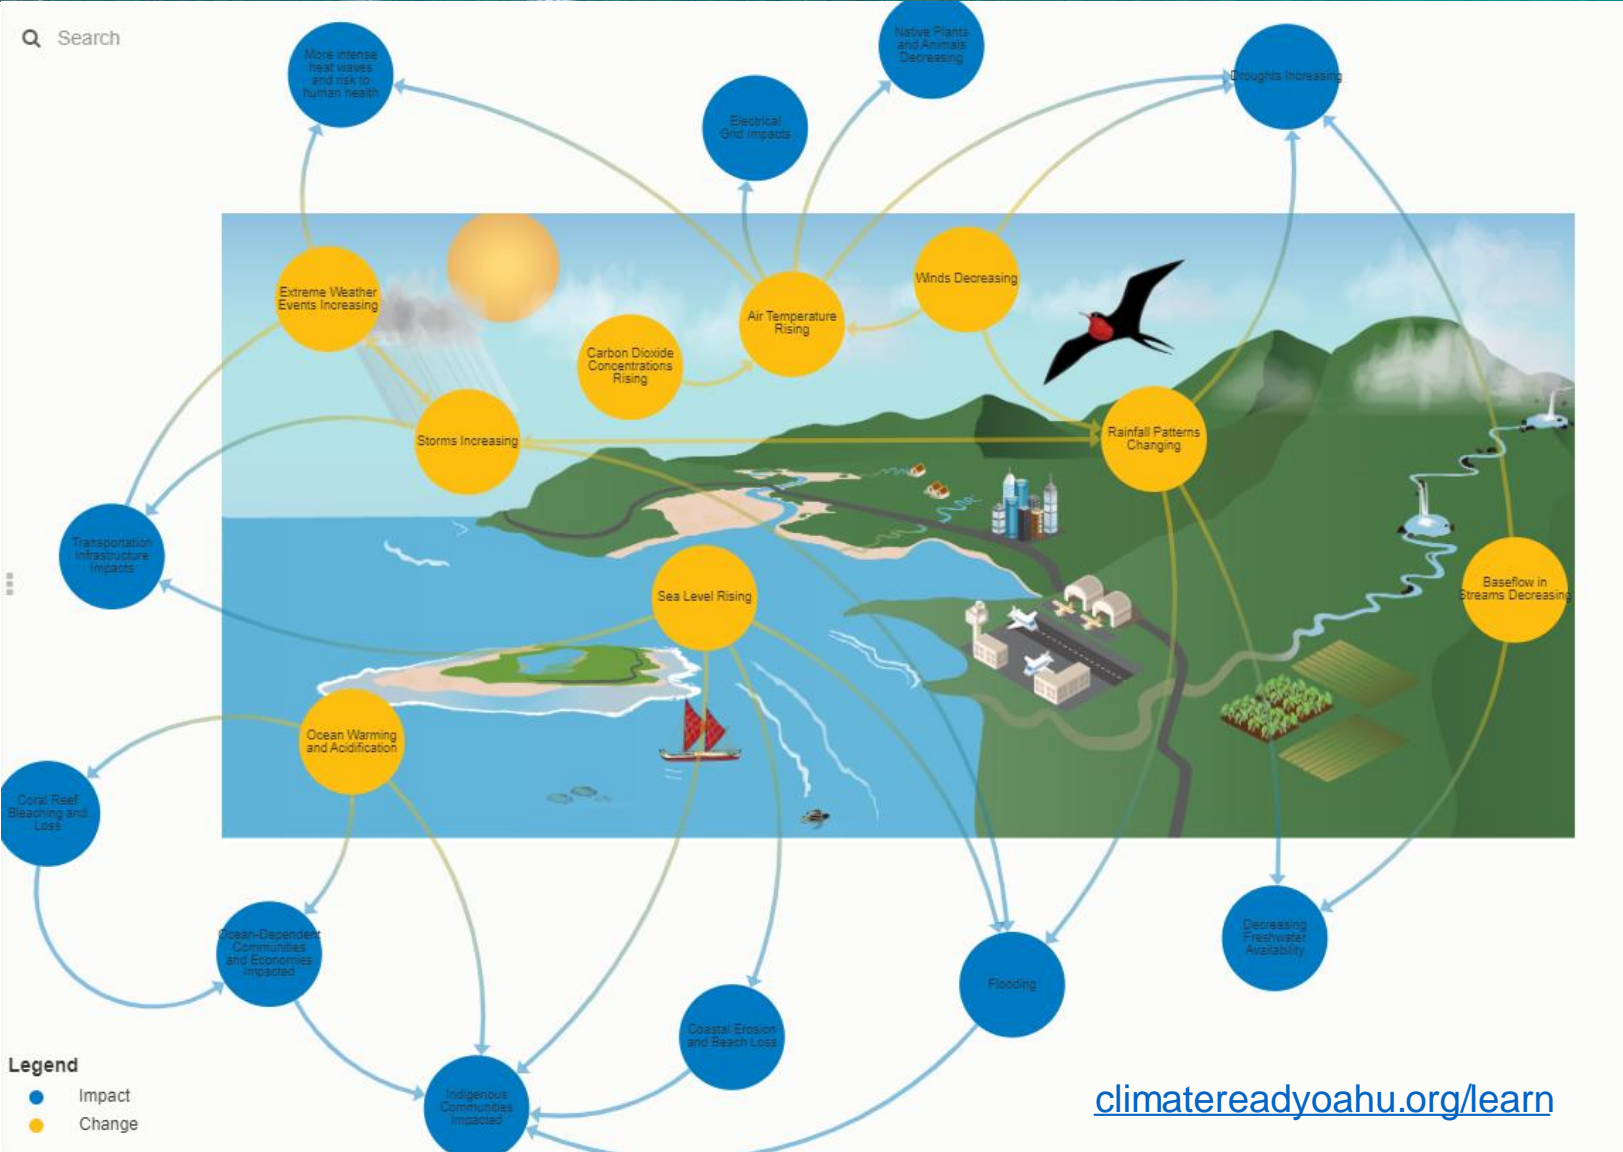 Search
More intense
heat waves
and risk to
human health
Native Plants
and Animals
Decreasing
Droughts Increasing
Electrical
Grid Impacts
Extreme Weather
Events Increasing
Winds Decreasing
Air Temperature
Rising
Carbon Dioxide
Concentrations
Rising
Storms Increasing
Rainfall Patterns
Changing
Transportation
Infrastructure
Impacts
Sea Level Rising
Baseflow in
Streams Decreasing
Ocean Warming
and Acidification
Coral Reef
Bleaching and
Loss
Ocean-Dependent
Communities
and Economies
Impacted
Decreasing
Freshwater
Availability
Flooding
Coastal Erosion
and Beach Loss
Indigenous
Communities
Impacted
Legend
Impact
Change
climatereadyoahu.org/learn